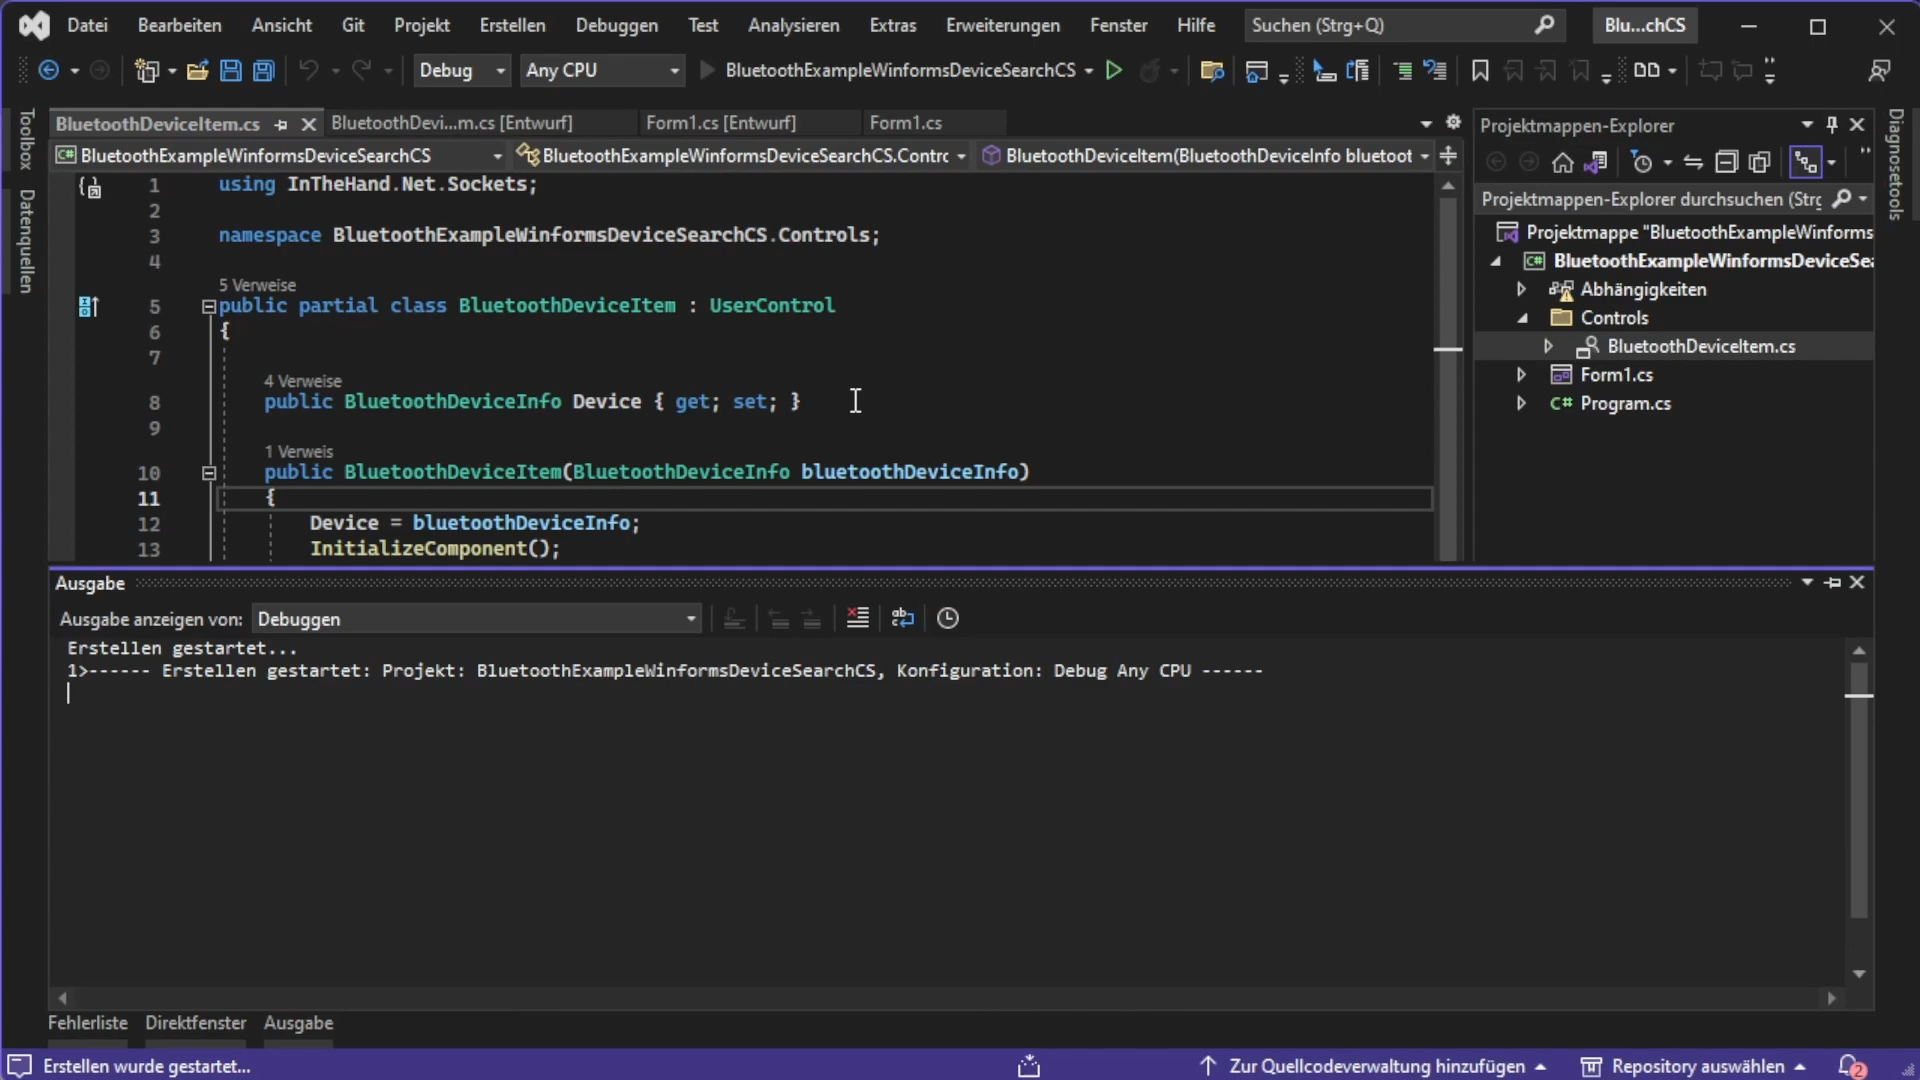 Datei Bearbeiten Ansicht Git Projekt Erstellen Debuggen Test Analysieren Extras Erweiterungen Fenster Hilfe Suchen (Strg+Q) Blu...chCS
Debug Any CPU BluetoothExampleWinformsDeviceSearchCS
Toolbox
Datenquellen
BluetoothDeviceItem.cs BluetoothDevi...m.cs [Entwurf] Form1.cs [Entwurf] Form1.cs
BluetoothExampleWinformsDeviceSearchCS BluetoothExampleWinformsDeviceSearchCS.Contrc BluetoothDeviceItem(BluetoothDeviceInfo bluetoot
1 using InTheHand.Net.Sockets;
2
3 namespace BluetoothExampleWinformsDeviceSearchCS.Controls;
4
5 Verweise
5 public partial class BluetoothDeviceItem : UserControl
6 {
7
4 Verweise
8 public BluetoothDeviceInfo Device { get; set; }
9
1 Verweis
10 public BluetoothDeviceItem(BluetoothDeviceInfo bluetoothDeviceInfo)
11 {
12 Device = bluetoothDeviceInfo;
13 InitializeComponent();
Projektmappen-Explorer
Projektmappen-Explorer durchsuchen (Strg
Projektmappe "BluetoothExampleWinforms
C# BluetoothExampleWinformsDeviceSea
Abhängigkeiten
Controls
BluetoothDeviceItem.cs
Form1.cs
C# Program.cs
Diagnosetools
Ausgabe
Ausgabe anzeigen von: Debuggen
Erstellen gestartet...
1>------ Erstellen gestartet: Projekt: BluetoothExampleWinformsDeviceSearchCS, Konfiguration: Debug Any CPU ------
Fehlerliste Direktfenster Ausgabe
Erstellen wurde gestartet... Zur Quellcodeverwaltung hinzufügen Repository auswählen 2